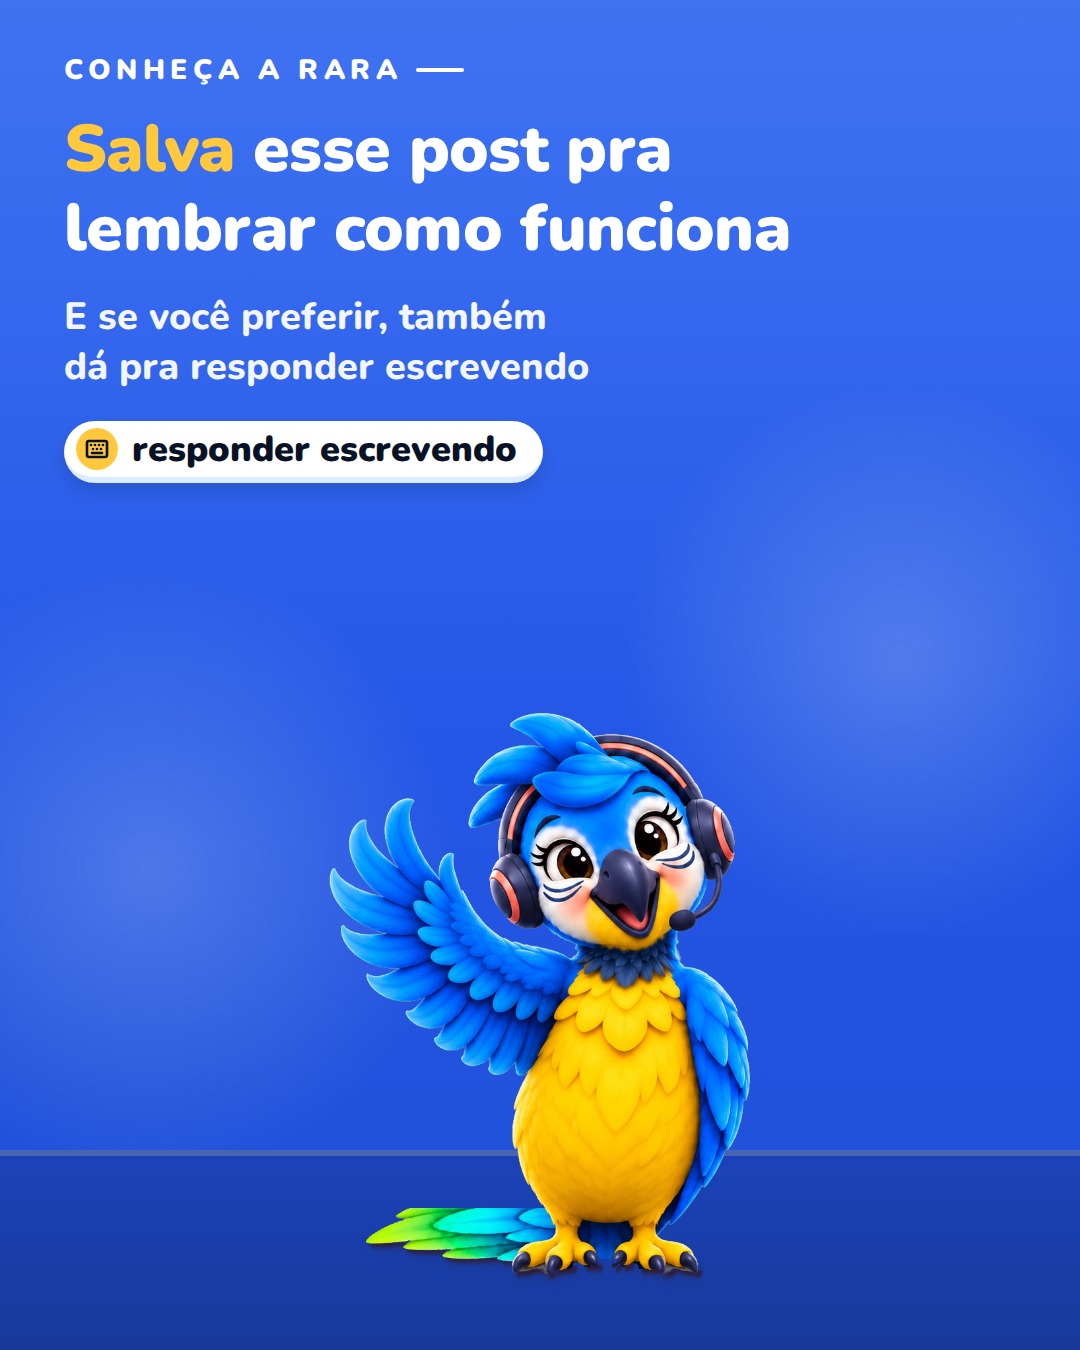 CONHEÇA A RARA
Salva esse post pra
lembrar como funciona
E se você preferir, também
dá pra responder escrevendo
responder escrevendo